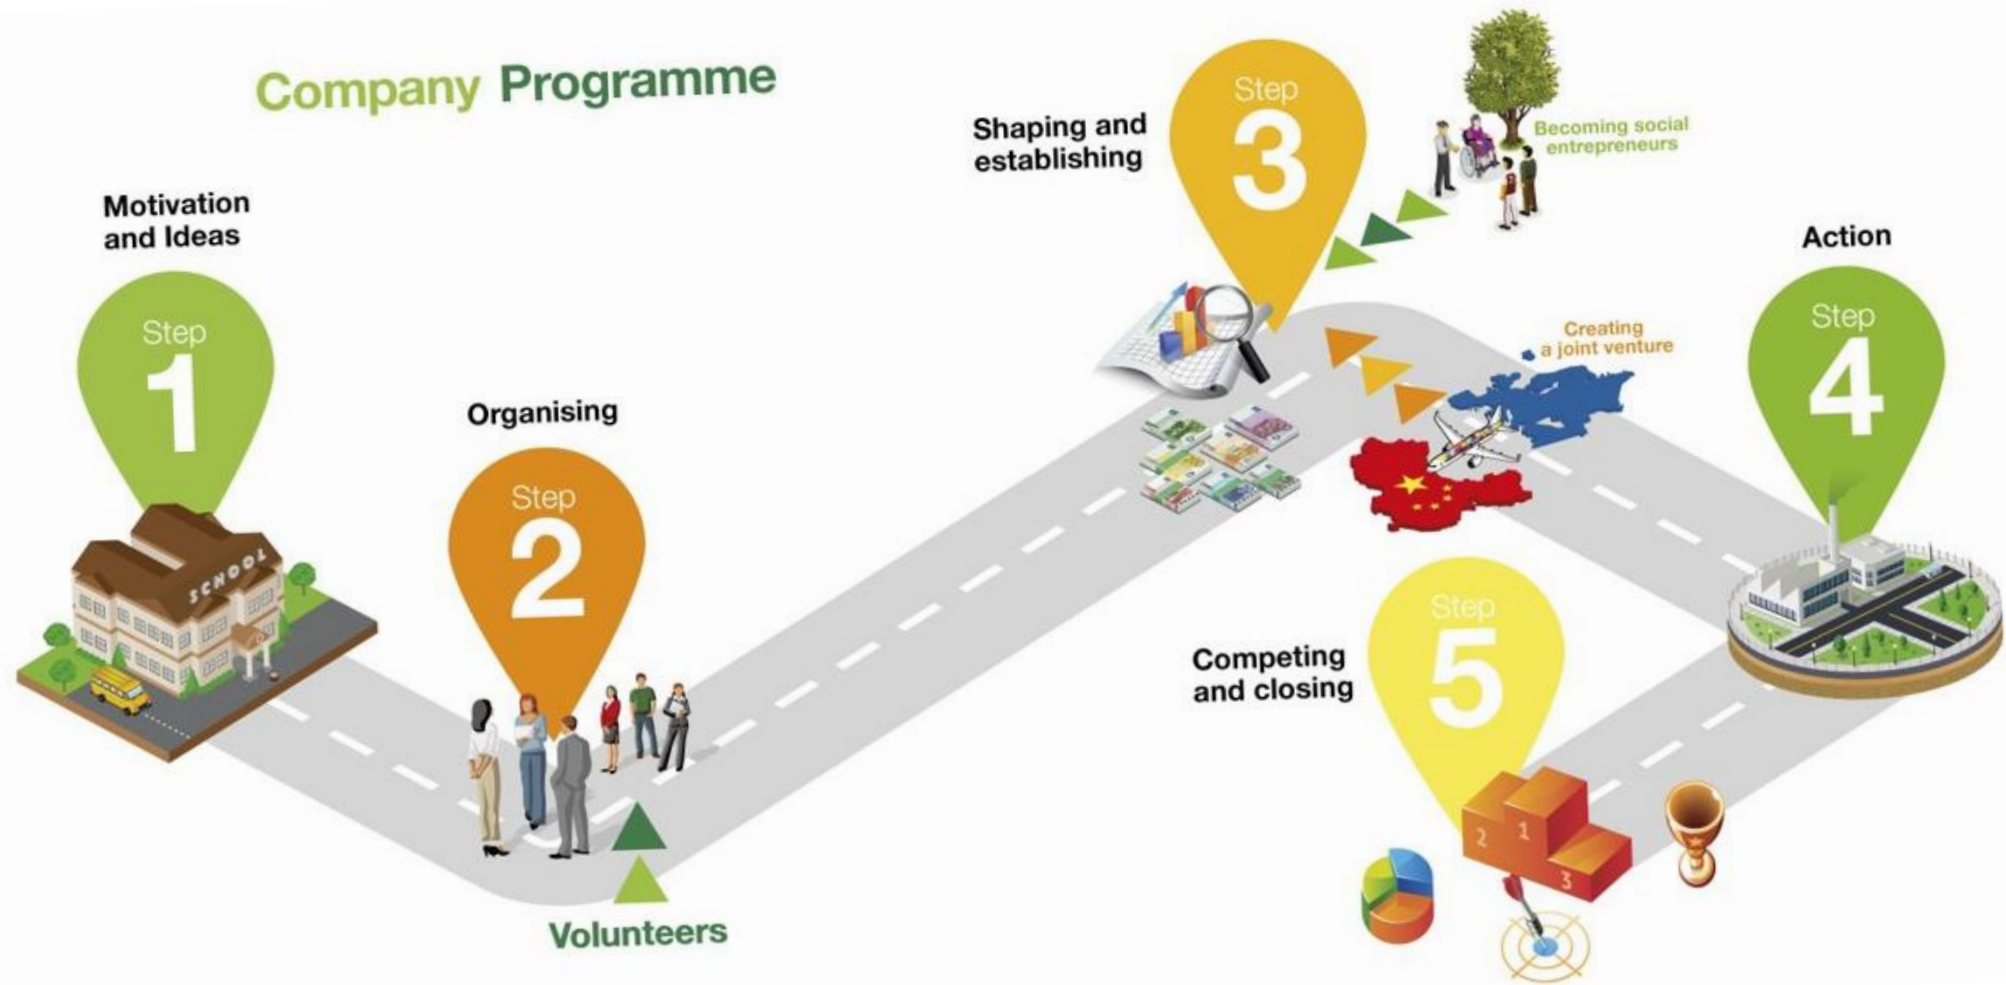 Company Programme
Motivation
and Ideas
Step
1
SCHOOL
Organising
Step
2
Volunteers
Shaping and
establishing
Step
3
Becoming social
entrepreneurs
Creating
a joint venture
Action
Step
4
Competing
and closing
Step
5
2
1
3